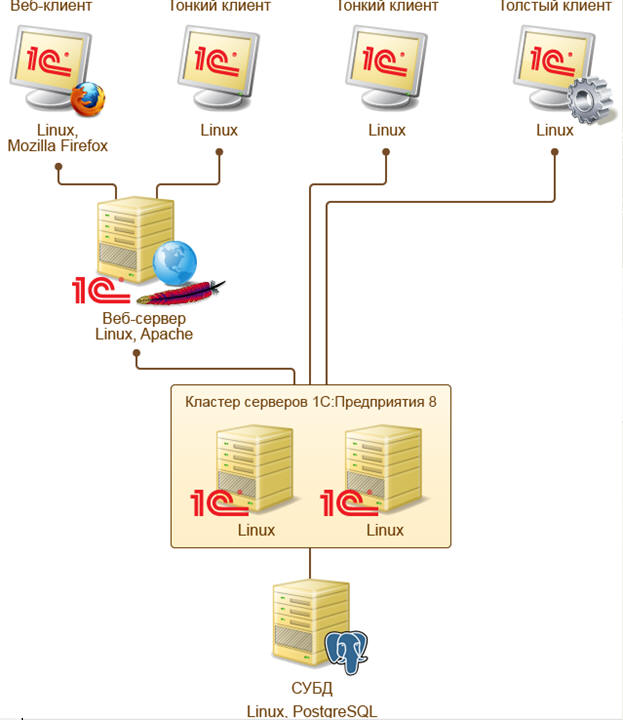 Веб-клиент
Тонкий клиент
Тонкий клиент
Толстый клиент
1С
1С
1С
1С
Linux,
Mozilla Firefox
Linux
Linux
Linux
1С
Веб-сервер
Linux, Apache
Кластер серверов 1С:Предприятия 8
1С
1С
Linux
Linux
СУБД
Linux, PostgreSQL